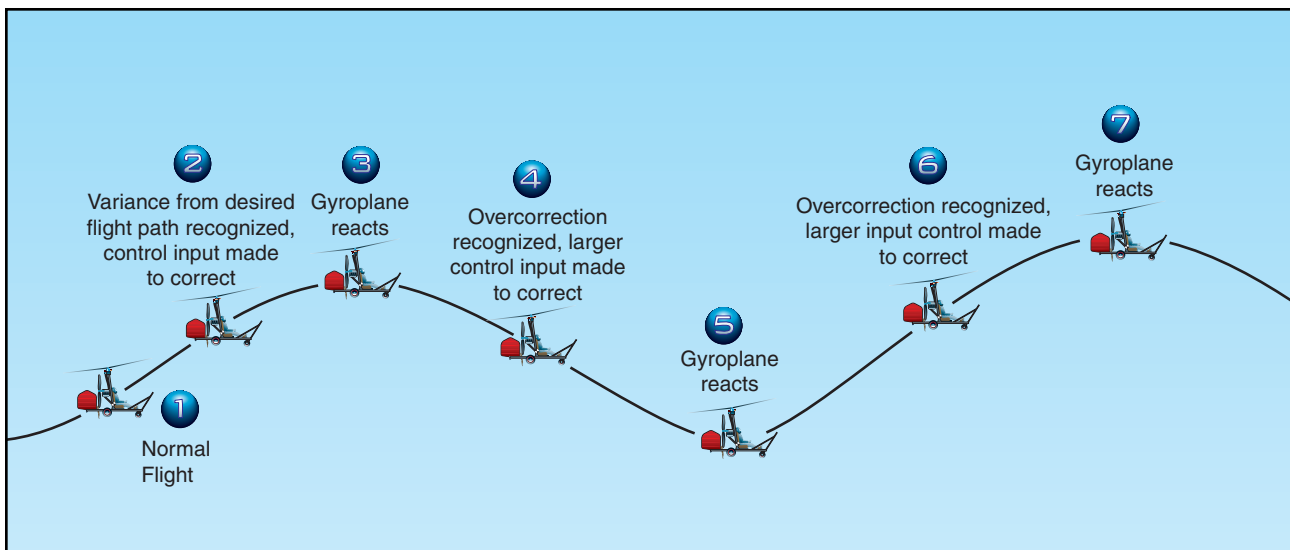 1
Normal
Flight
2
Variance from desired
flight path recognized,
control input made
to correct
3
Gyroplane
reacts
4
Overcorrection
recognized, larger
control input made
to correct
5
Gyroplane
reacts
6
Overcorrection recognized,
larger input control made
to correct
7
Gyroplane
reacts